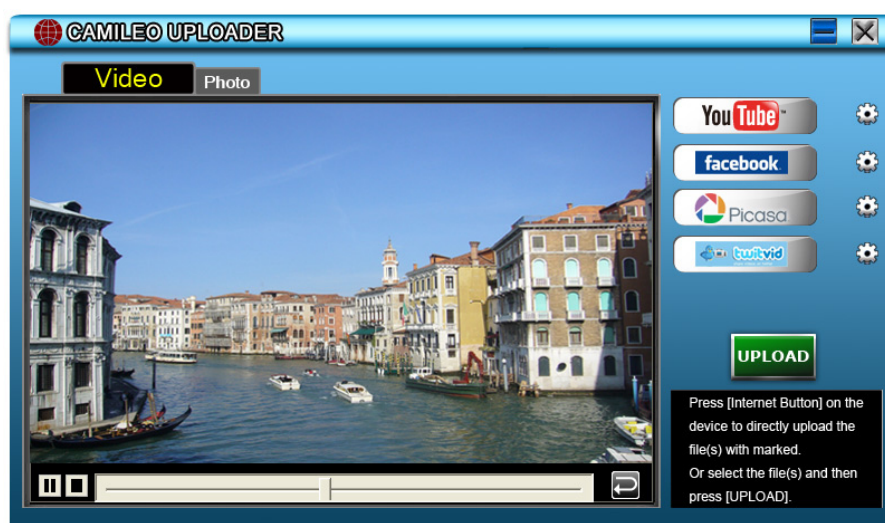 CAMILEO UPLOADER
Video
Photo
YouTube™
facebook
Picasa
twitvid
UPLOAD
Press [Internet Button] on the
device to directly upload the
file(s) with marked.
Or select the file(s) and then
press [UPLOAD].